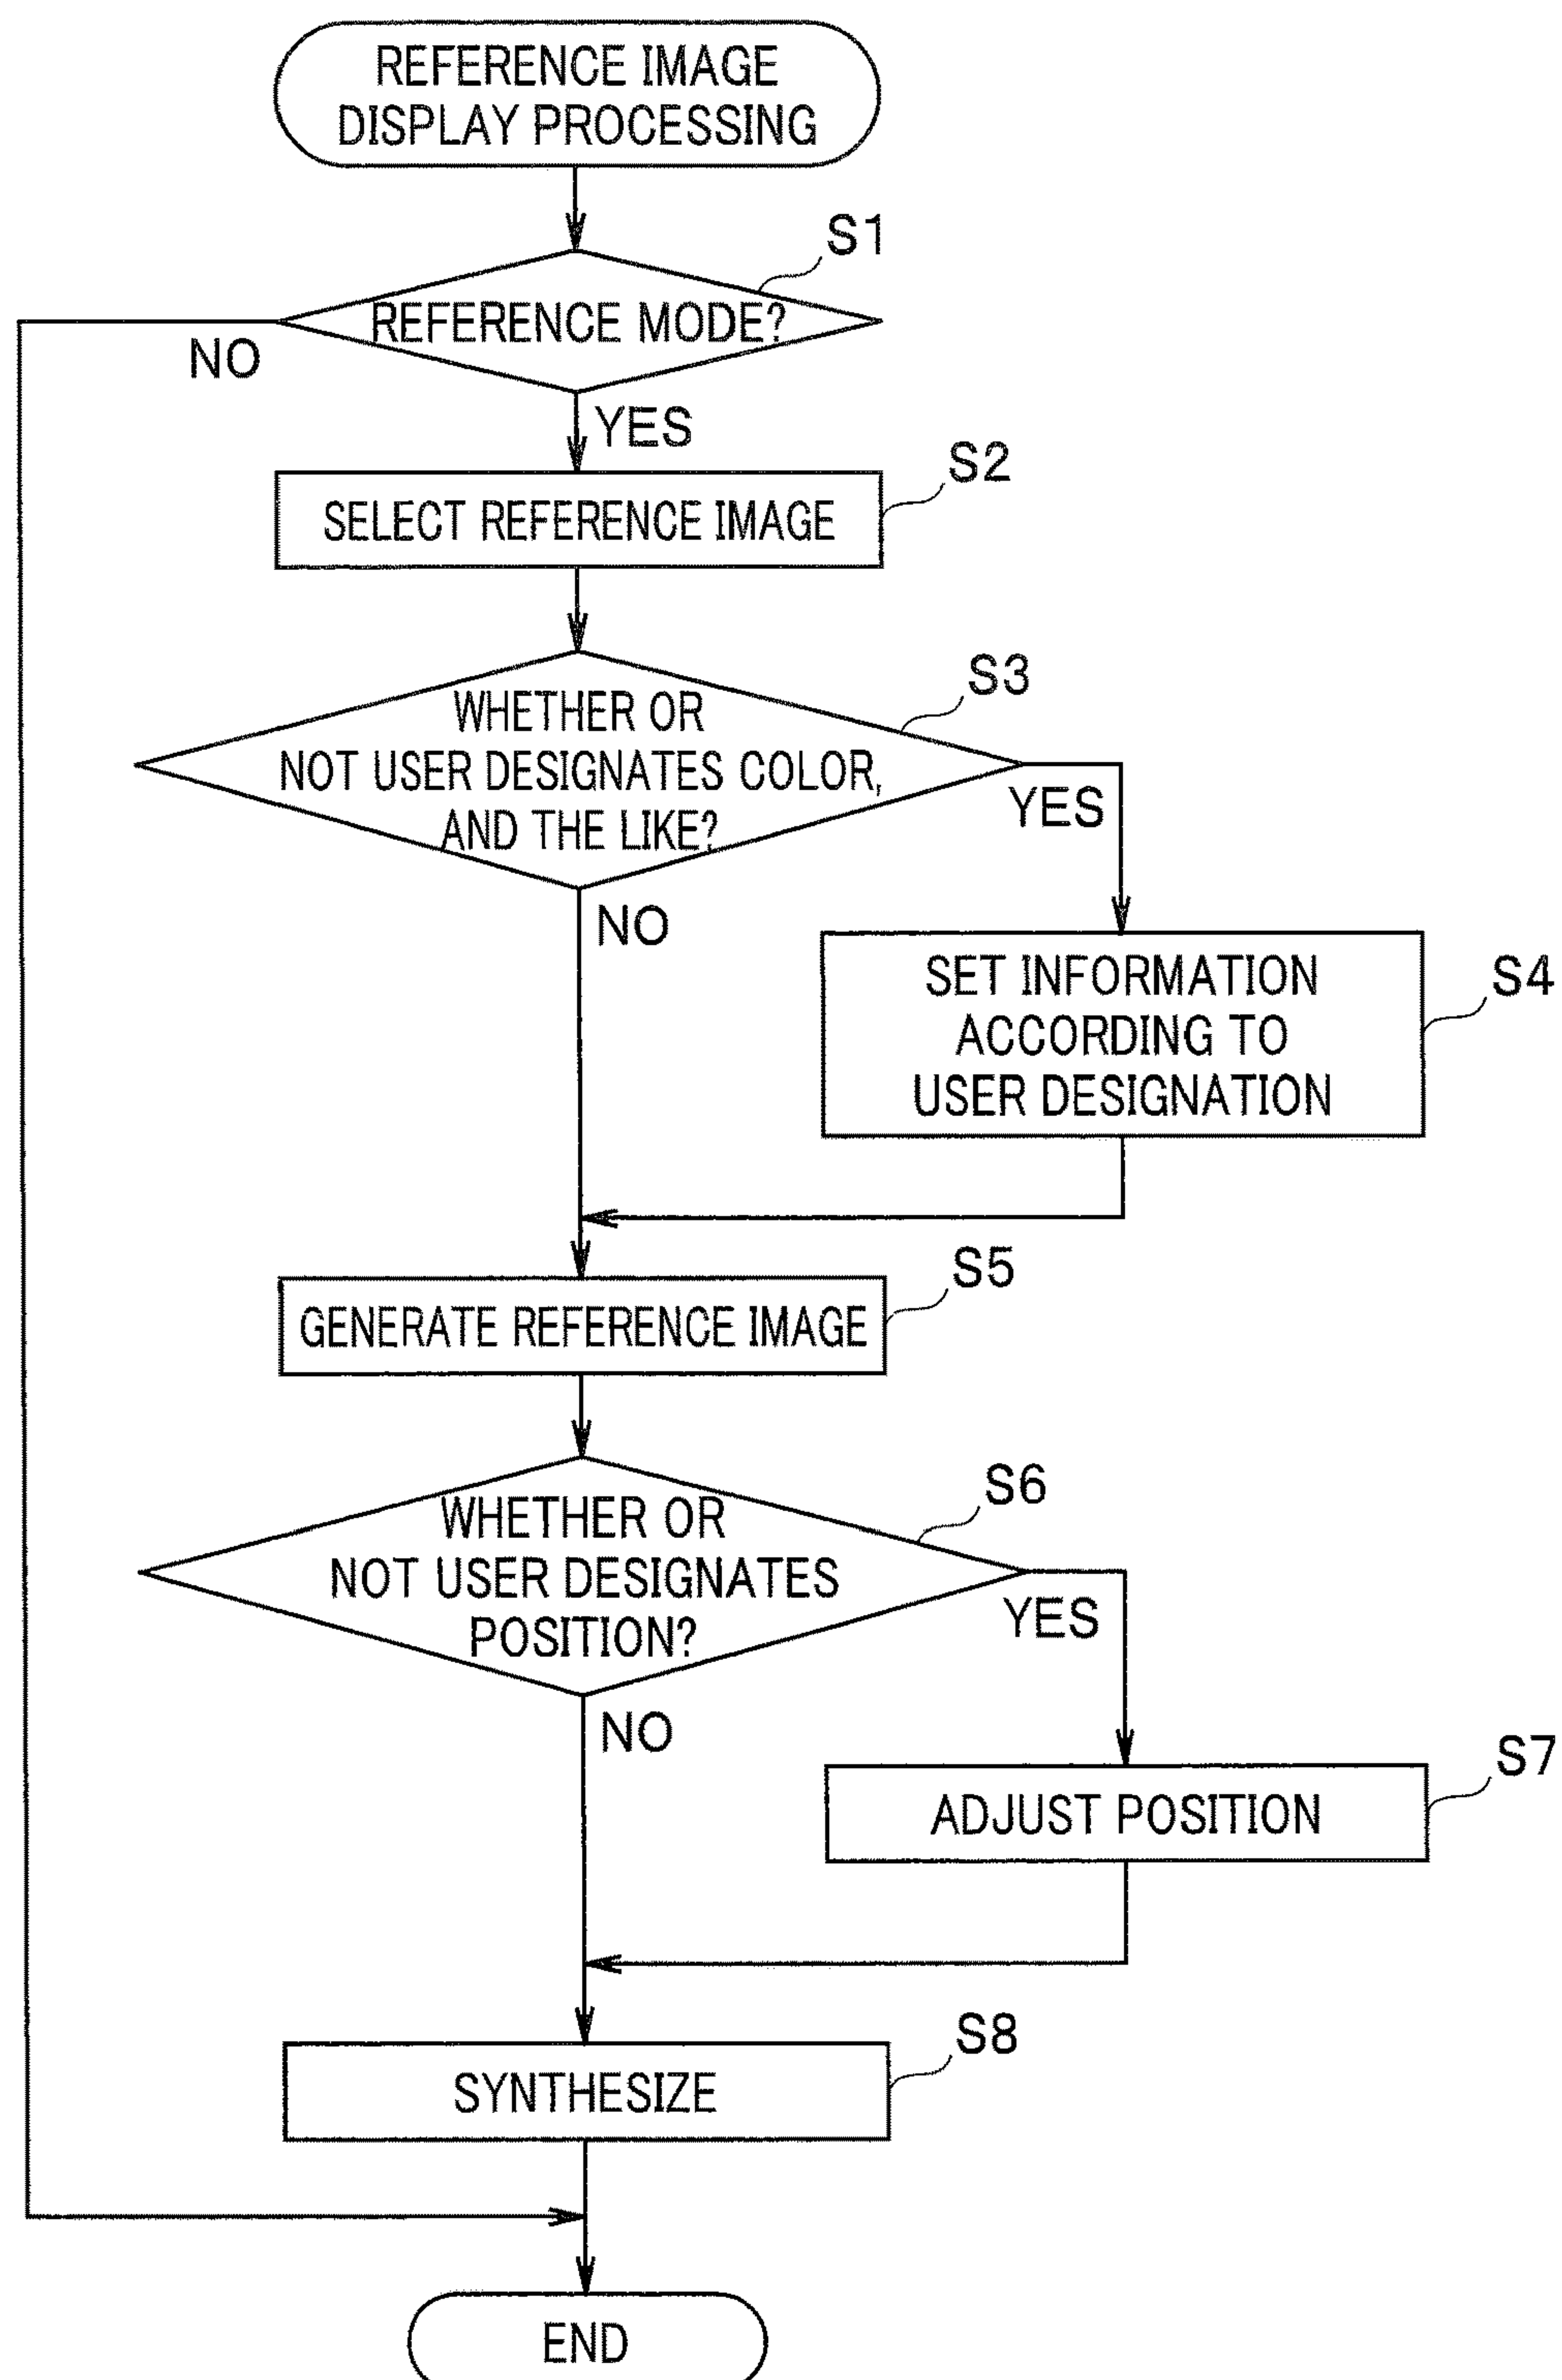 REFERENCE IMAGE
DISPLAY PROCESSING
S1
REFERENCE MODE?
NO
YES
S2
SELECT REFERENCE IMAGE
S3
WHETHER OR
NOT USER DESIGNATES COLOR,
AND THE LIKE?
YES
NO
S4
SET INFORMATION
ACCORDING TO
USER DESIGNATION
S5
GENERATE REFERENCE IMAGE
S6
WHETHER OR
NOT USER DESIGNATES
POSITION?
YES
NO
S7
ADJUST POSITION
S8
SYNTHESIZE
END